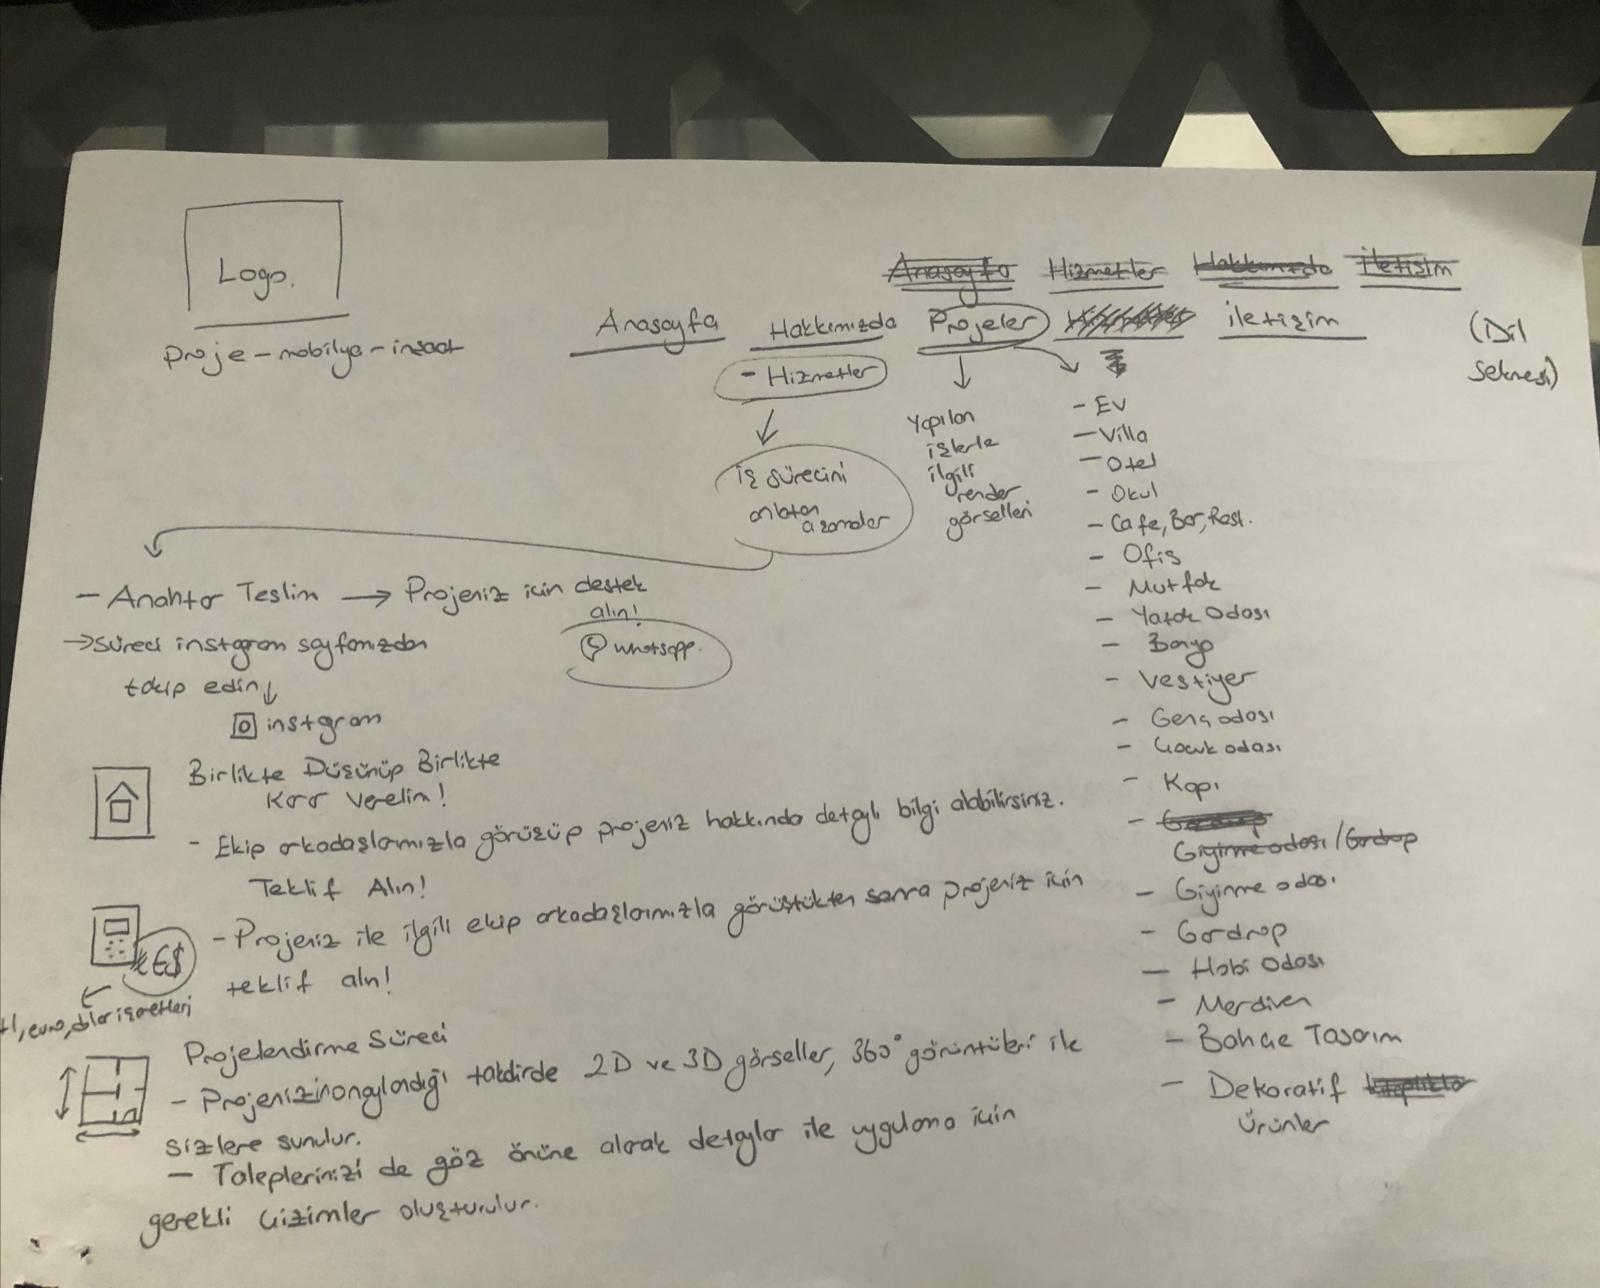 Logo.
Proje - mobilya - inşaat
Anasayfa Hizmetler Hakkımızda İletişim
Anasayfa Hakkımızda Projeler iletişim (Dil
seknesi)
- Hizmetler
iş sürecini
anlatan
aşamalar
Yapılan
işlerle
ilgili
render
görselleri
- Ev
- Villa
- Otel
- Okul
- Cafe, Bar, Rest.
- Ofis
- Mutfak
- Yatak Odası
- Banyo
- Vestiyer
- Genç odası
- Çocuk odası
- Kapı
- Gardrop
Giyinme odası / Gardrop
- Giyinme odası
- Gardrop
- Hobi Odası
- Merdiven
- Bahçe Tasarım
- Dekoratif
Ürünler
- Anahtar Teslim → Projeniz için destek
alın!
whatsapp.
→ Süreci instagram sayfamızdan
takip edin ↓
instgram
Birlikte Düşünüp Birlikte
Karar Verelim!
- Ekip arkadaşlarımızla görüşüp projeniz hakkında detaylı bilgi alabilirsiniz.
Teklif Alın!
- Projeniz ile ilgili ekip arkadaşlarımızla görüştükten sonra projeniz için
teklif alın!
€$
tl, euro, dolar işaretleri
Projelendirme Süreci
- Projenizin onaylandığı takdirde 2D ve 3D görseller, 360° görüntüleri ile
sizlere sunulur.
- Taleplerinizi de göz önüne alarak detaylar ile uygulama için
gerekli çizimler oluşturulur.